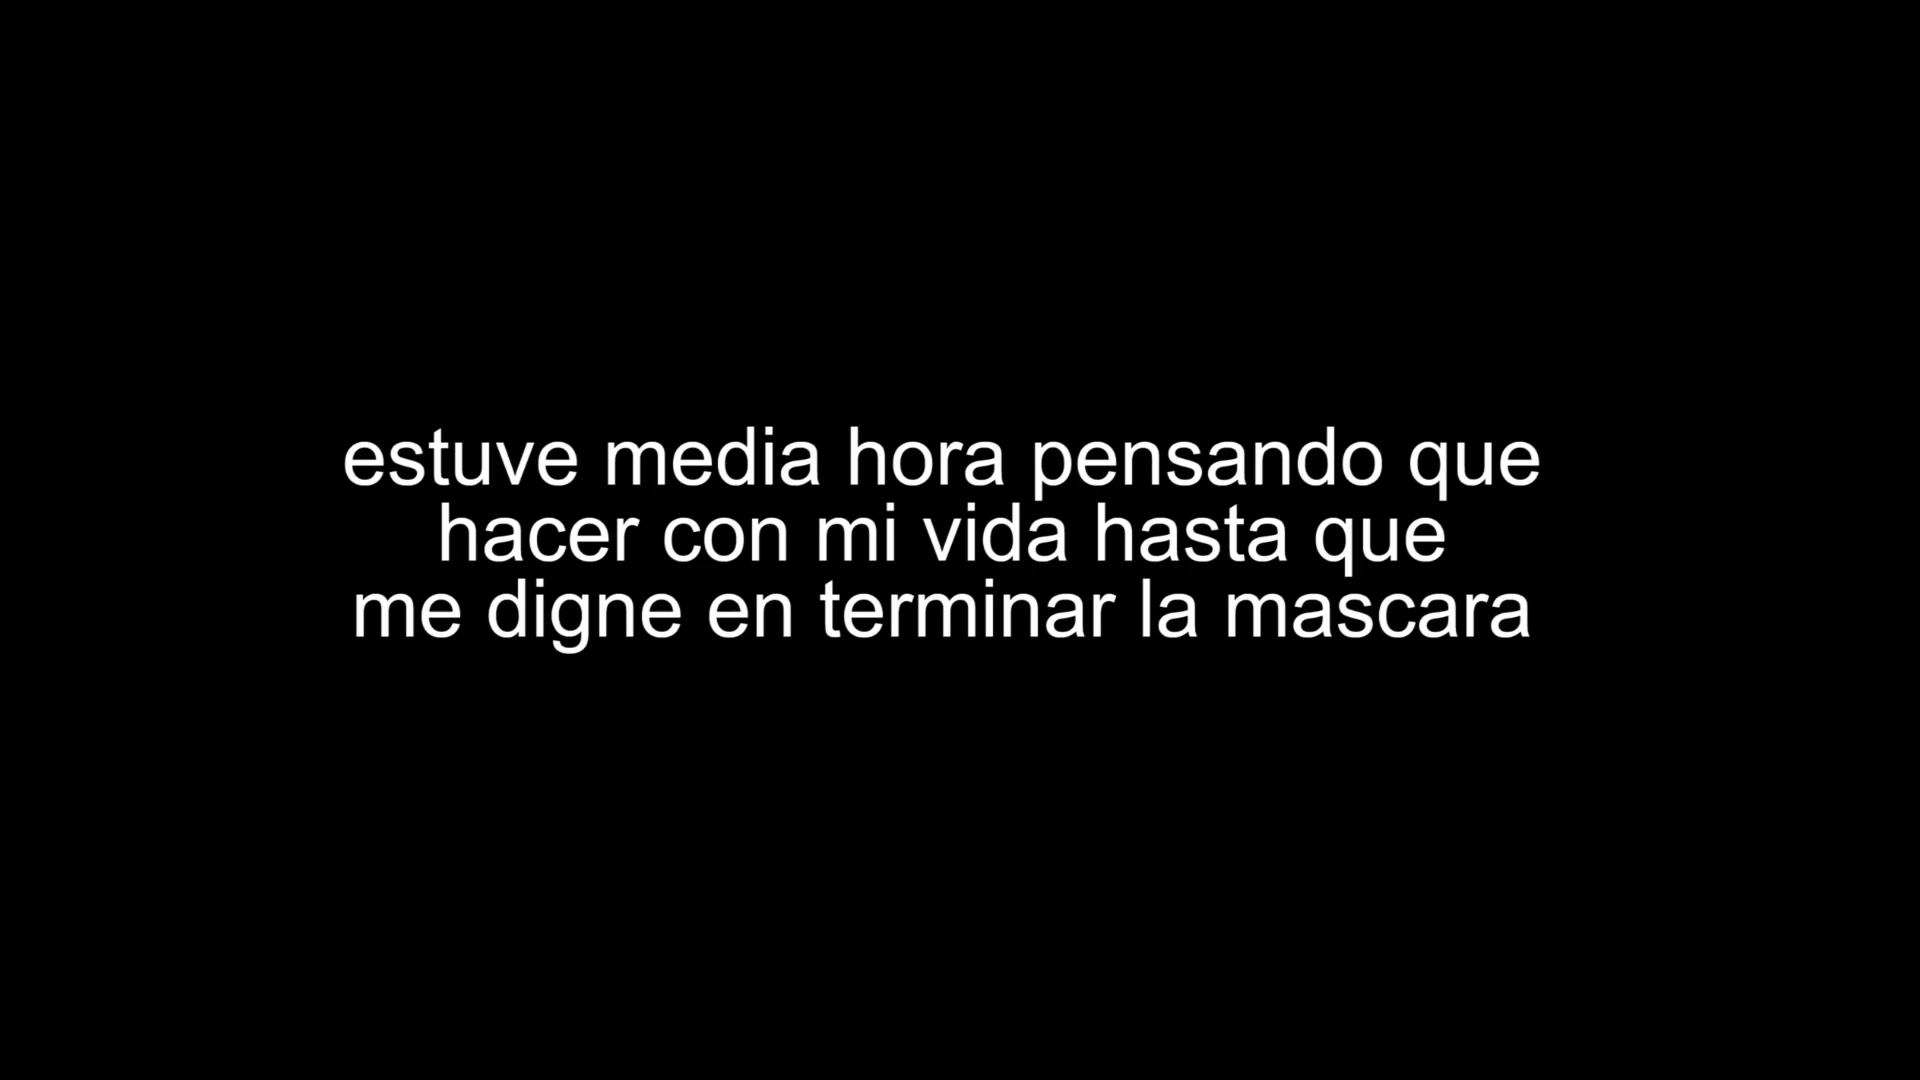 estuve media hora pensando que
hacer con mi vida hasta que
me digne en terminar la mascara